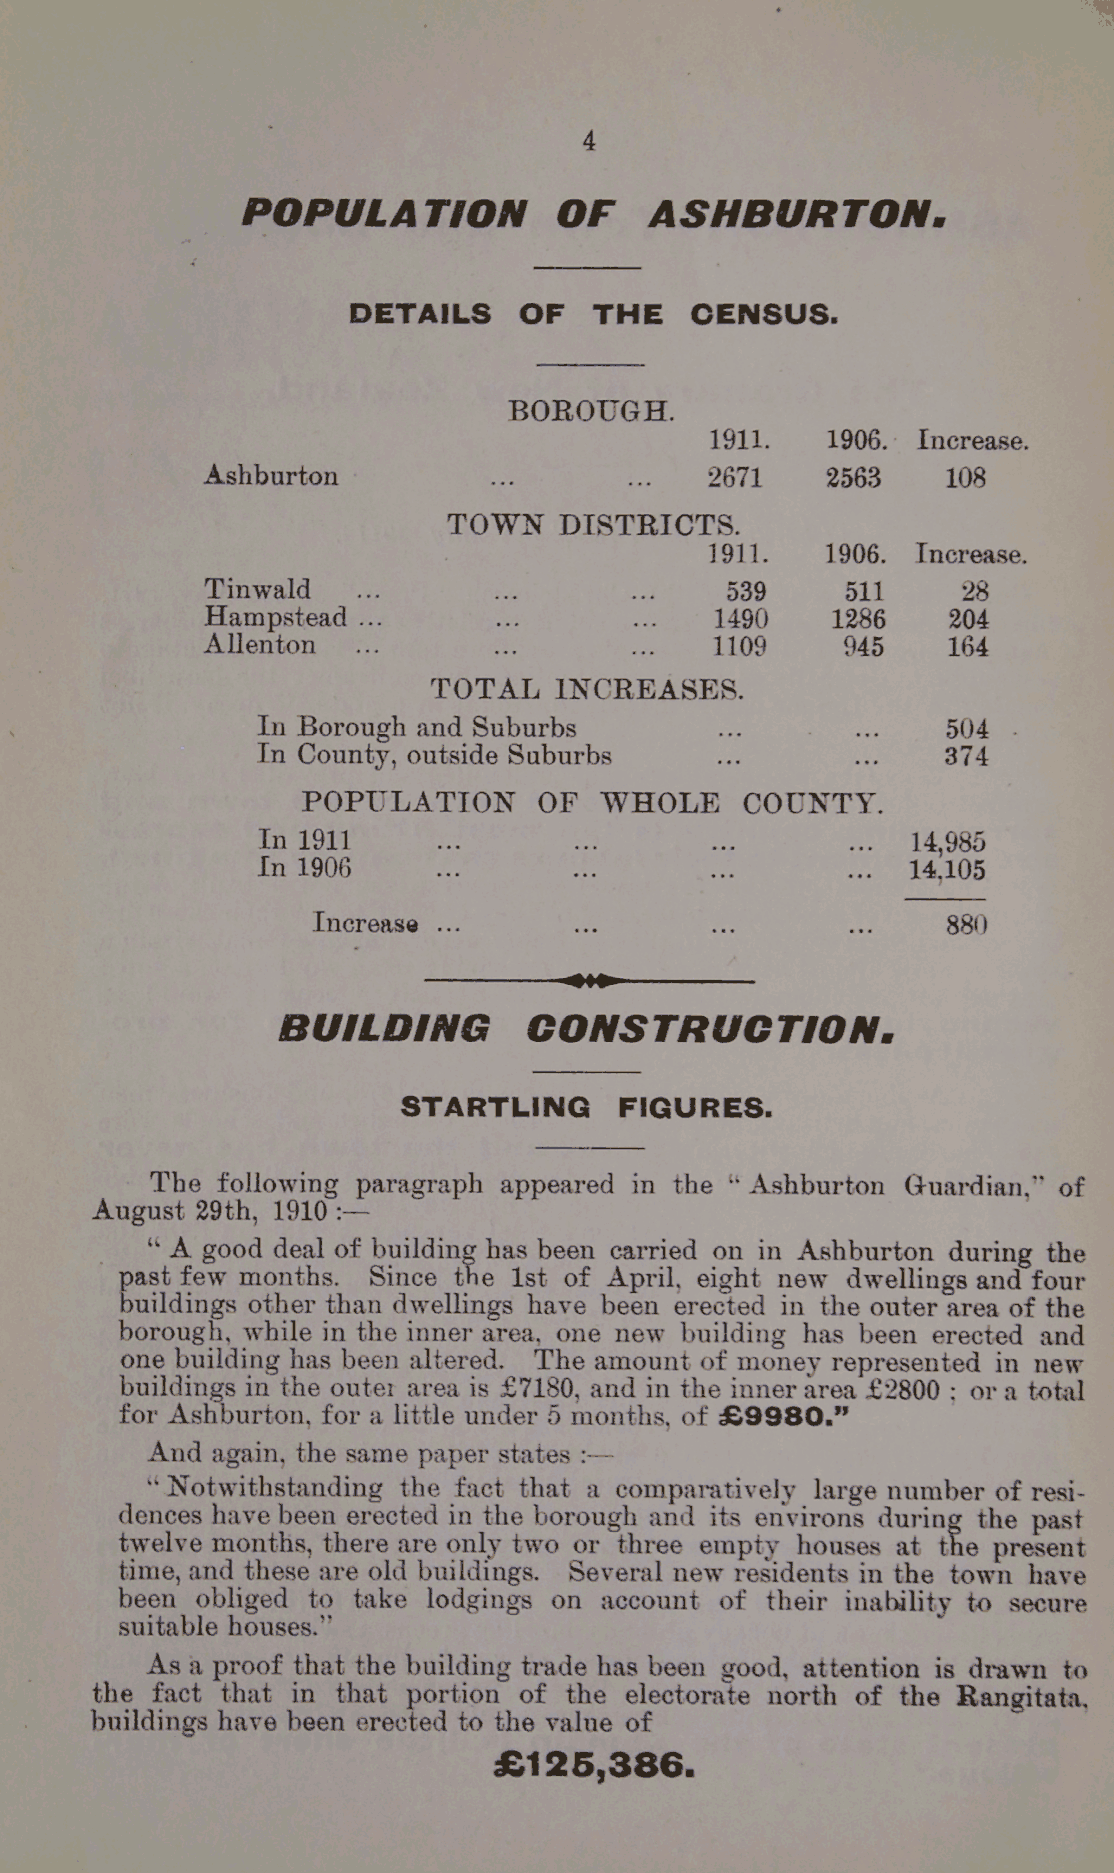 4
POPULATION OF ASHBURTON.
DETAILS OF THE CENSUS.
BOROUGH.
1911. 1906. Increase.
Ashburton ... ... 2671 2563 108
TOWN DISTRICTS.
1911. 1906. Increase.
Tinwald ... ... ... 539 511 28
Hampstead ... ... ... 1490 1286 204
Allenton ... ... ... 1109 945 164
TOTAL INCREASES.
In Borough and Suburbs ... ... 504
In County, outside Suburbs ... ... 374
POPULATION OF WHOLE COUNTY.
In 1911 ... ... ... ... 14,985
In 1906 ... ... ... ... 14,105
Increase ... ... ... ... 880
BUILDING CONSTRUCTION.
STARTLING FIGURES.
The following paragraph appeared in the “ Ashburton Guardian,” of
August 29th, 1910 :—
“ A good deal of building has been carried on in Ashburton during the
past few months. Since the 1st of April, eight new dwellings and four
buildings other than dwellings have been erected in the outer area of the
borough, while in the inner area, one new building has been erected and
one building has been altered. The amount of money represented in new
buildings in the outer area is £7180, and in the inner area £2800 ; or a total
for Ashburton, for a little under 5 months, of £9980.”
And again, the same paper states :—
“ Notwithstanding the fact that a comparatively large number of resi-
dences have been erected in the borough and its environs during the past
twelve months, there are only two or three empty houses at the present
time, and these are old buildings. Several new residents in the town have
been obliged to take lodgings on account of their inability to secure
suitable houses.”
As a proof that the building trade has been good, attention is drawn to
the fact that in that portion of the electorate north of the Rangitata,
buildings have been erected to the value of
£125,386.